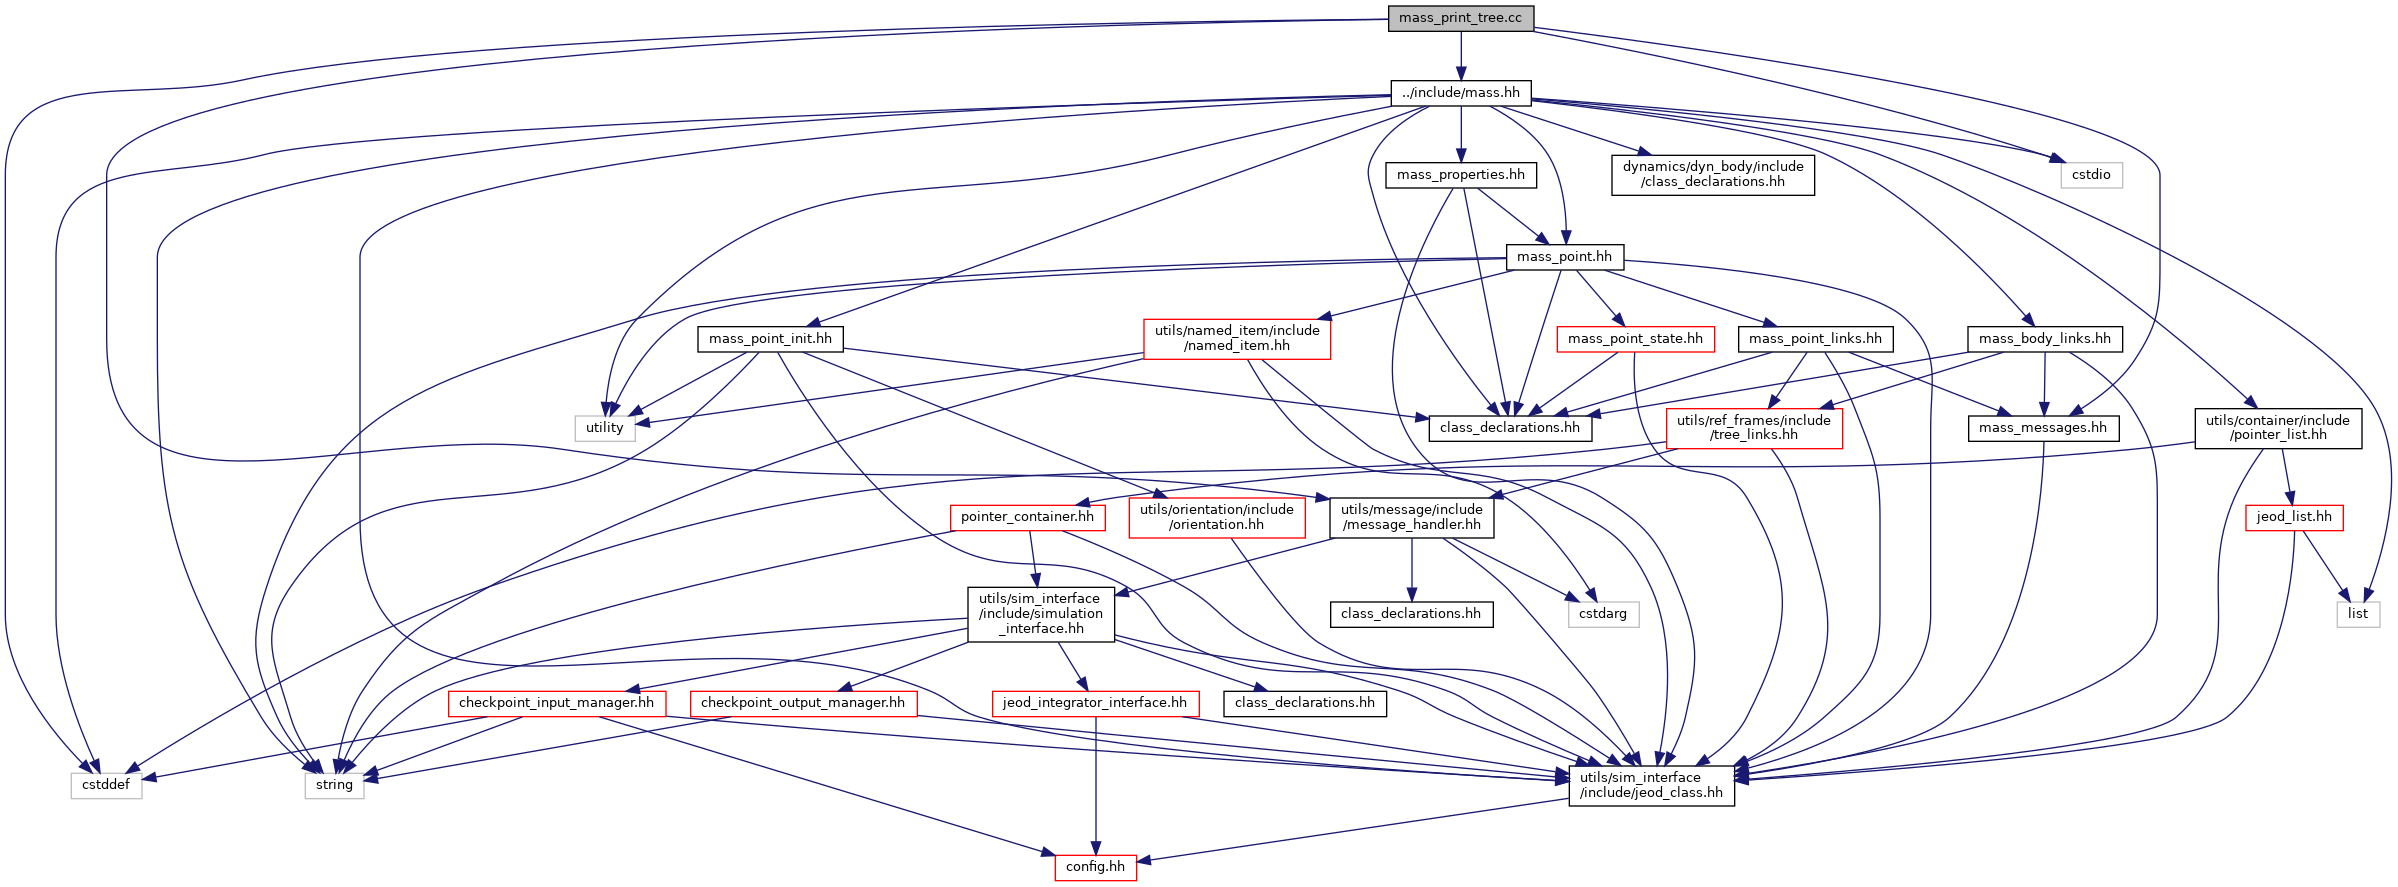 mass_print_tree.cc
../include/mass.hh
mass_properties.hh
dynamics/dyn_body/include
/class_declarations.hh
cstdio
mass_point.hh
mass_point_init.hh
utils/named_item/include
/named_item.hh
mass_point_state.hh
mass_point_links.hh
mass_body_links.hh
utility
class_declarations.hh
utils/ref_frames/include
/tree_links.hh
mass_messages.hh
utils/container/include
/pointer_list.hh
pointer_container.hh
utils/orientation/include
/orientation.hh
utils/message/include
/message_handler.hh
jeod_list.hh
utils/sim_interface
/include/simulation
_interface.hh
class_declarations.hh
cstdarg
list
checkpoint_input_manager.hh
checkpoint_output_manager.hh
jeod_integrator_interface.hh
class_declarations.hh
cstddef
string
utils/sim_interface
/include/jeod_class.hh
config.hh